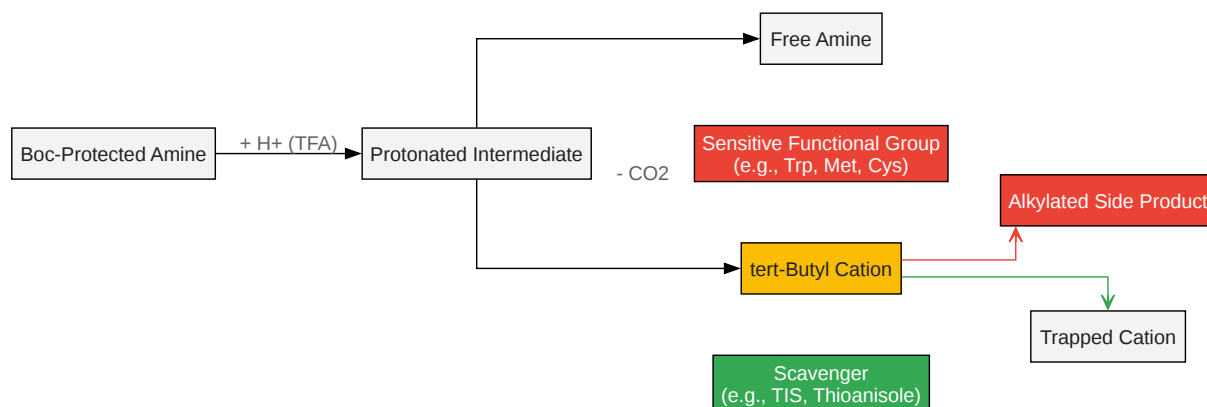 Free Amine
Boc-Protected Amine
+ H+ (TFA)
Protonated Intermediate
- CO2
Sensitive Functional Group
(e.g., Trp, Met, Cys)
Alkylated Side Product
tert-Butyl Cation
Trapped Cation
Scavenger
(e.g., TIS, Thioanisole)